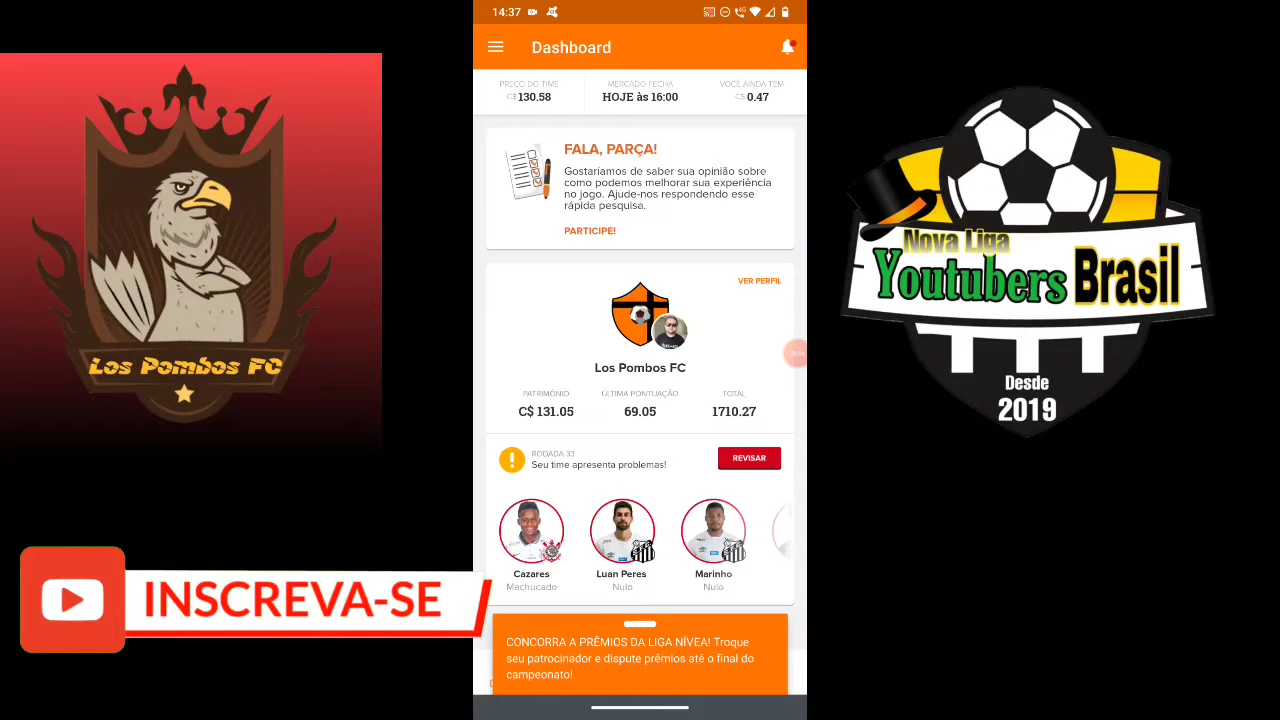 14:37
Dashboard
PREÇO DO TIME
C$ 130.58
MERCADO FECHA
HOJE às 16:00
VOCÊ AINDA TEM
C$ 0.47
FALA, PARÇA!
Gostaríamos de saber sua opinião sobre
como podemos melhorar sua experiência
no jogo. Ajude-nos respondendo esse
rápida pesquisa.
PARTICIPE!
VER PERFIL
Los Pombos FC
PATRIMÔNIO
C$ 131.05
ÚLTIMA PONTUAÇÃO
69.05
TOTAL
1710.27
RODADA 33
Seu time apresenta problemas!
REVISAR
Cazares
Machucado
Luan Peres
Nulo
Marinho
Nulo
CONCORRA A PRÊMIOS DA LIGA NÍVEA! Troque
seu patrocinador e dispute prêmios até o final do
campeonato!
Los Pombos FC
INSCREVA-SE
Nova Liga
Youtubers Brasil
Desde
2019